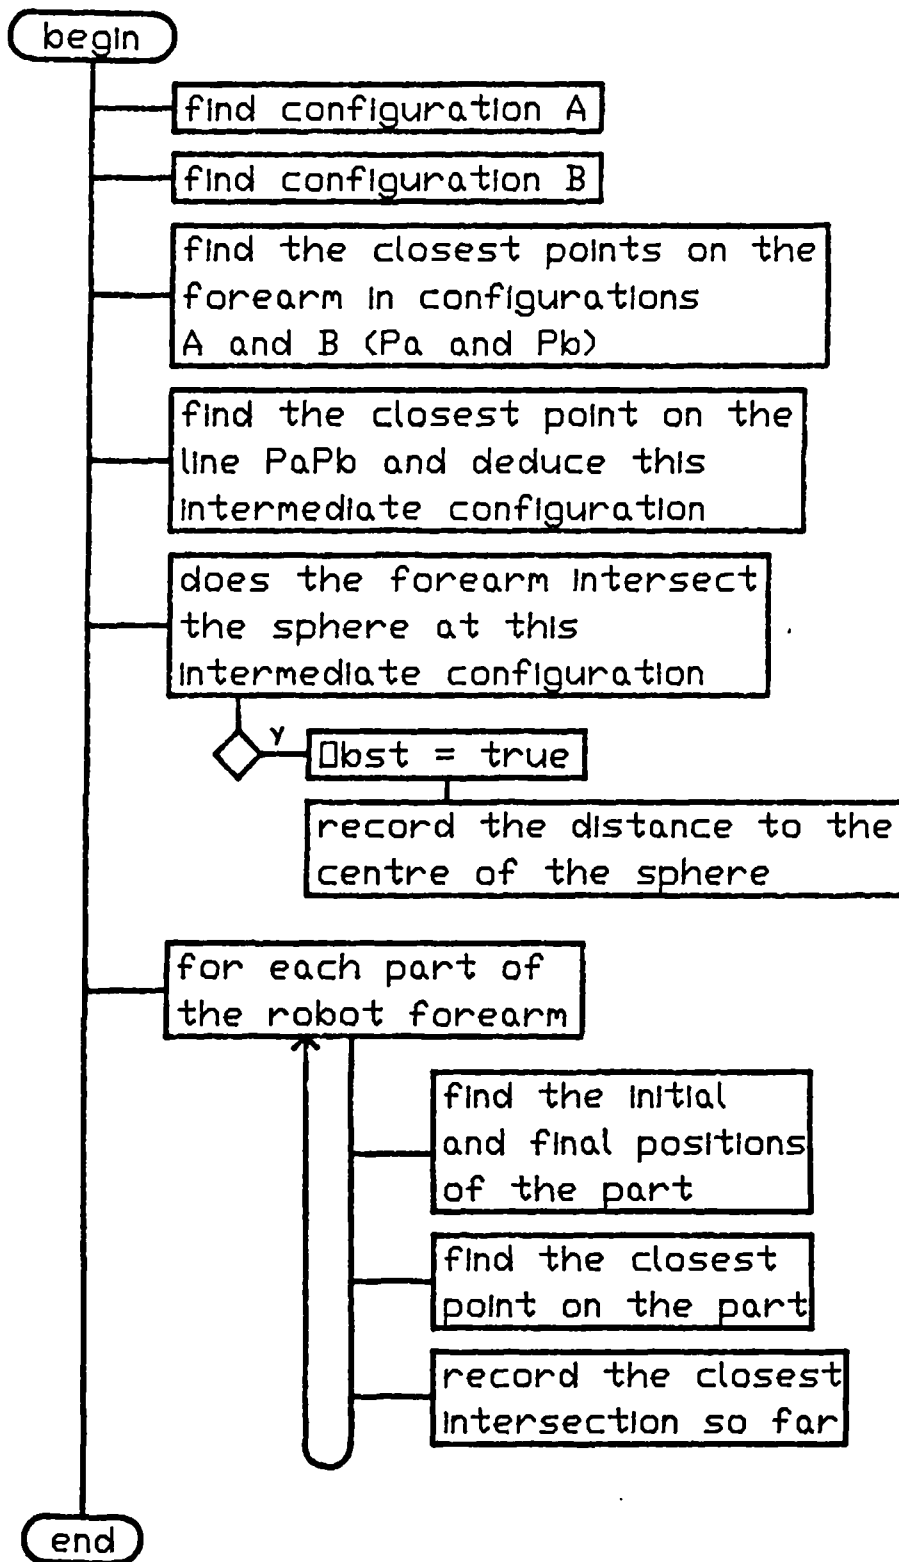 begin
find configuration A
find configuration B
find the closest points on the
forearm in configurations
A and B (Pa and Pb)
find the closest point on the
line PaPb and deduce this
intermediate configuration
does the forearm intersect
the sphere at this
intermediate configuration
Y
Obst = true
record the distance to the
centre of the sphere
for each part of
the robot forearm
find the initial
and final positions
of the part
find the closest
point on the part
record the closest
intersection so far
end